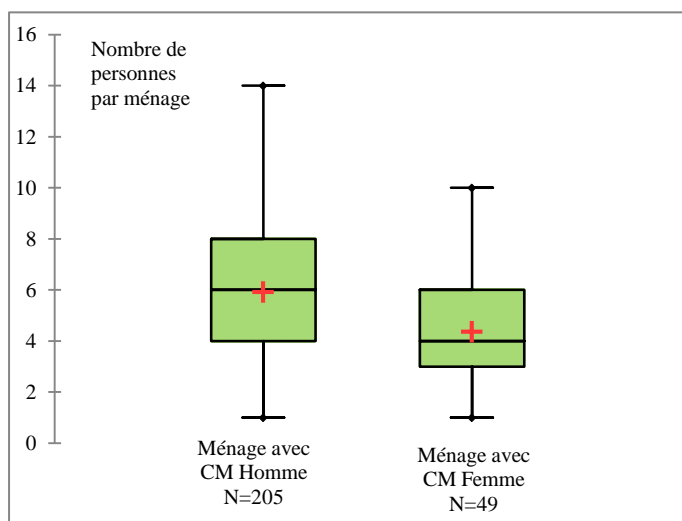 Nombre de
personnes
par ménage
16
14
12
10
8
6
4
2
0
Ménage avec
CM Homme
N=205
Ménage avec
CM Femme
N=49